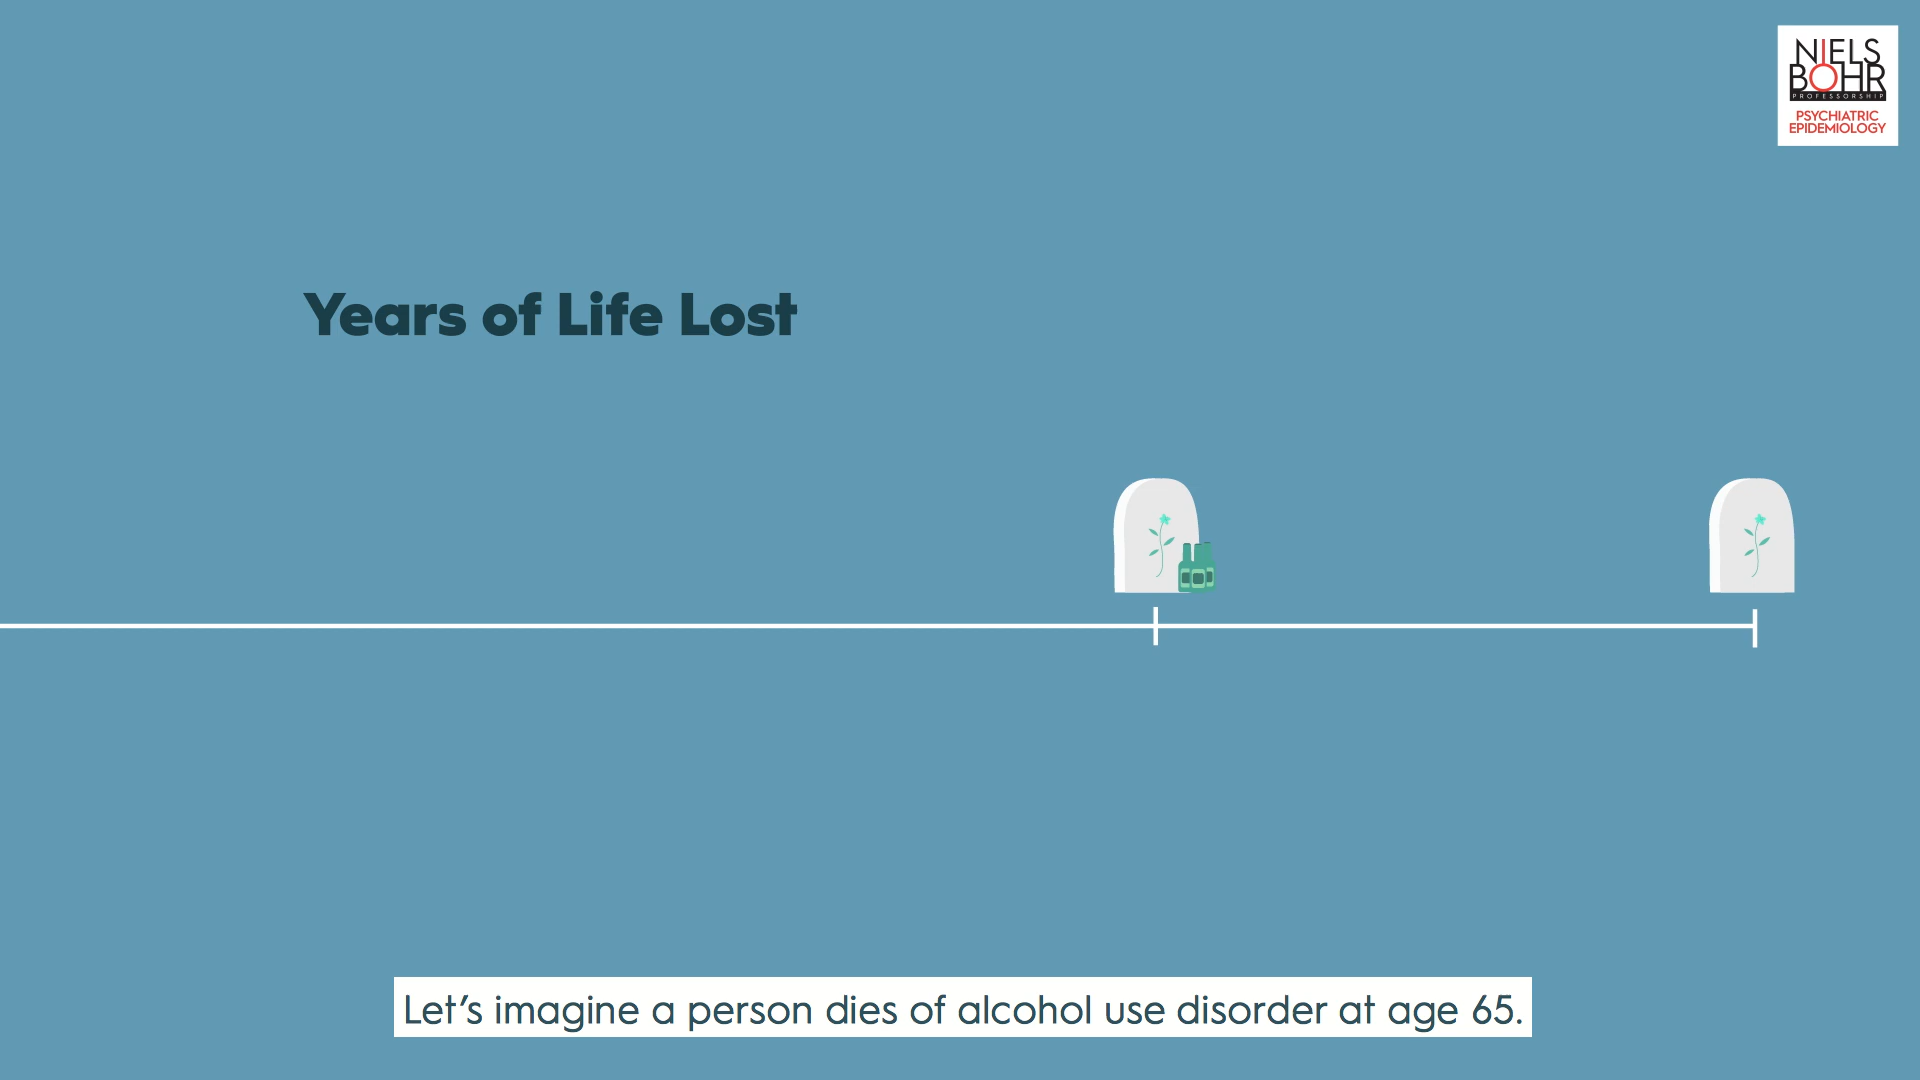 NIELS
BOHR
PROFESSORSHIP
PSYCHIATRIC
EPIDEMIOLOGY
Years of Life Lost
Let’s imagine a person dies of alcohol use disorder at age 65.